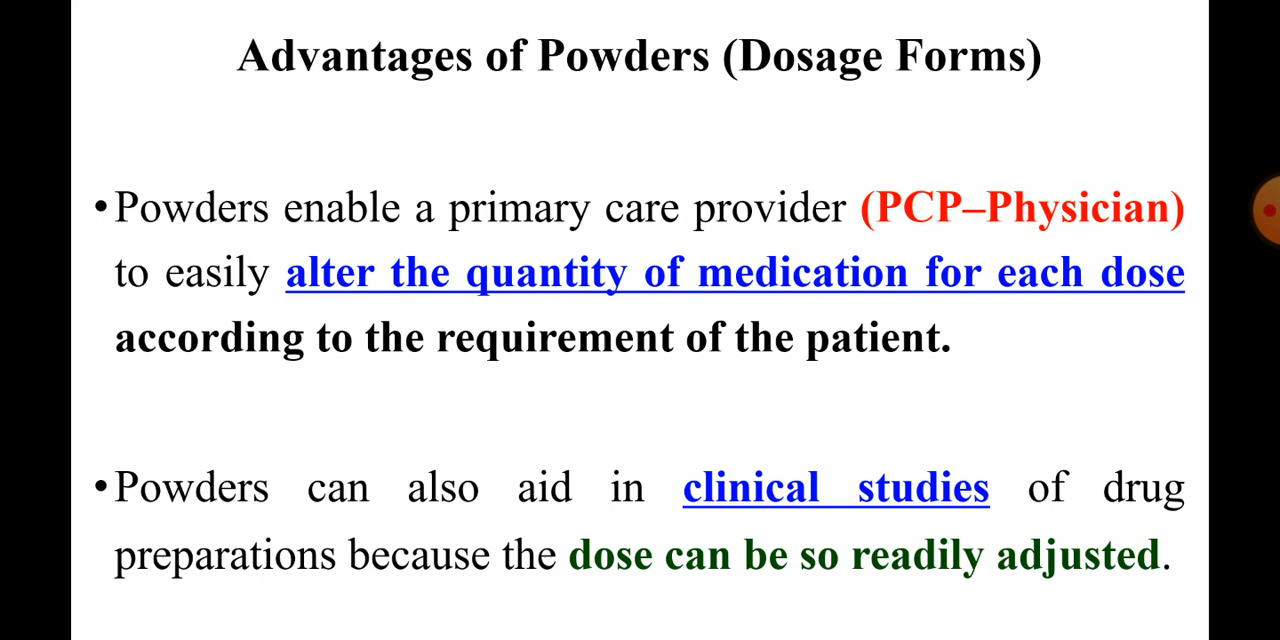 Advantages of Powders (Dosage Forms)
•Powders enable a primary care provider (PCP–Physician)
to easily alter the quantity of medication for each dose
according to the requirement of the patient.
•Powders can also aid in clinical studies of drug
preparations because the dose can be so readily adjusted.